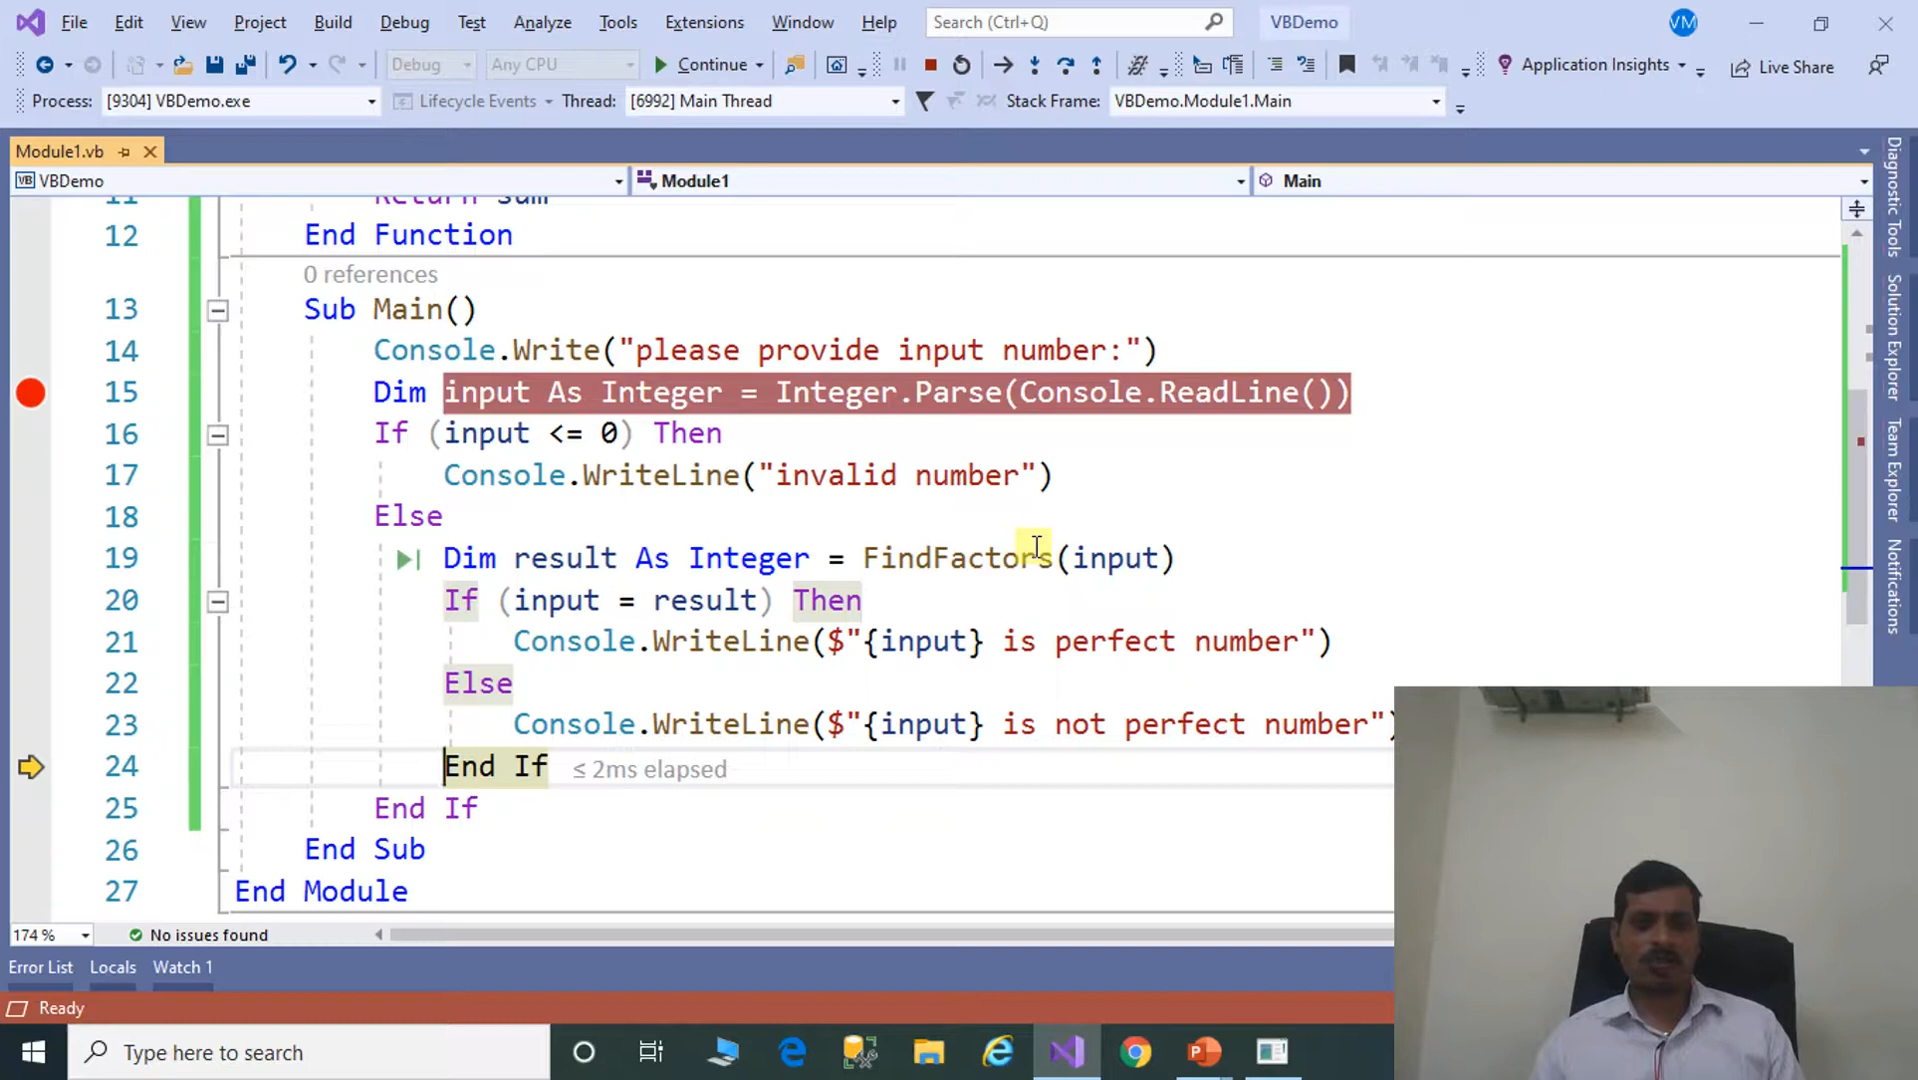 File Edit View Project Build Debug Test Analyze Tools Extensions Window Help Search (Ctrl+Q) VBDemo VM
Debug Any CPU Continue Application Insights Live Share
Process: [9304] VBDemo.exe Lifecycle Events Thread: [6992] Main Thread Stack Frame: VBDemo.Module1.Main
Module1.vb
VB VBDemo Module1 Main
11 Return sum
12 End Function
0 references
13 Sub Main()
14 Console.Write("please provide input number:")
15 Dim input As Integer = Integer.Parse(Console.ReadLine())
16 If (input <= 0) Then
17 Console.WriteLine("invalid number")
18 Else
19 Dim result As Integer = FindFactors(input)
20 If (input = result) Then
21 Console.WriteLine($"{input} is perfect number")
22 Else
23 Console.WriteLine($"{input} is not perfect number")
24 End If ≤ 2ms elapsed
25 End If
26 End Sub
27 End Module
174 % No issues found
Error List Locals Watch 1
Ready
Type here to search
Diagnostic Tools
Solution Explorer
Team Explorer
Notifications